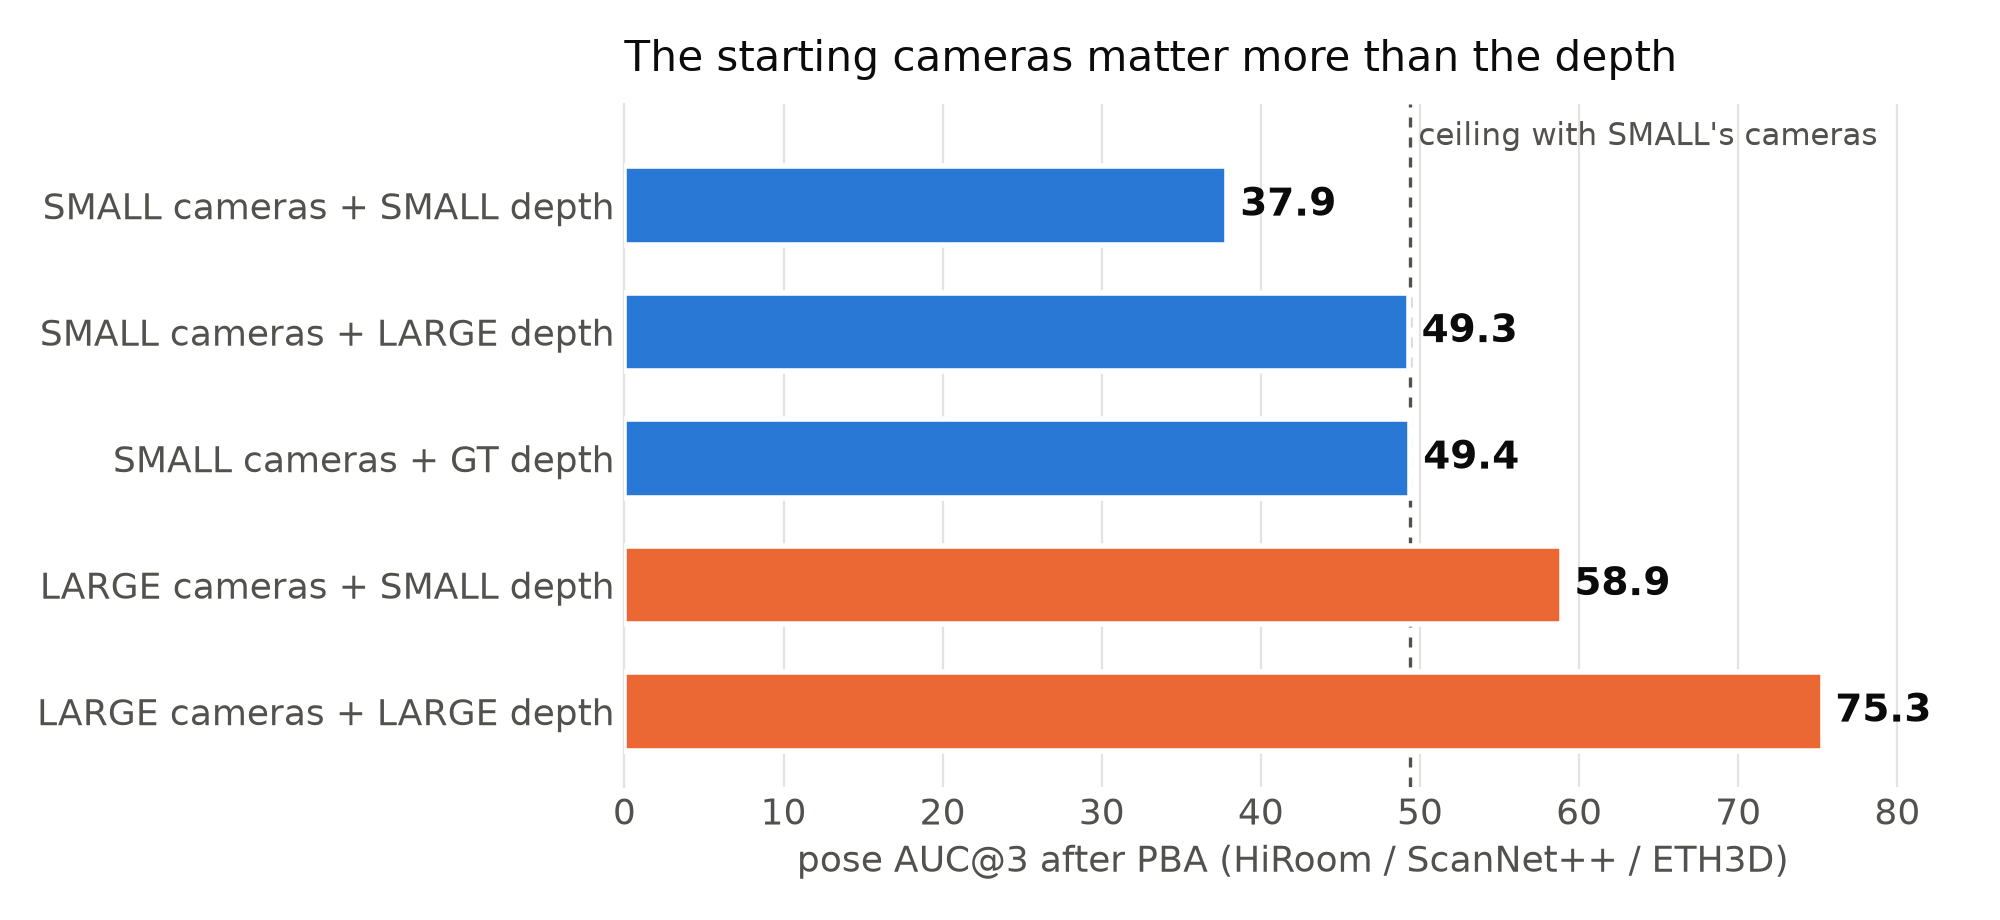 The starting cameras matter more than the depth
ceiling with SMALL's cameras
SMALL cameras + SMALL depth 37.9
SMALL cameras + LARGE depth 49.3
SMALL cameras + GT depth 49.4
LARGE cameras + SMALL depth 58.9
LARGE cameras + LARGE depth 75.3
0 10 20 30 40 50 60 70 80
pose AUC@3 after PBA (HiRoom / ScanNet++ / ETH3D)